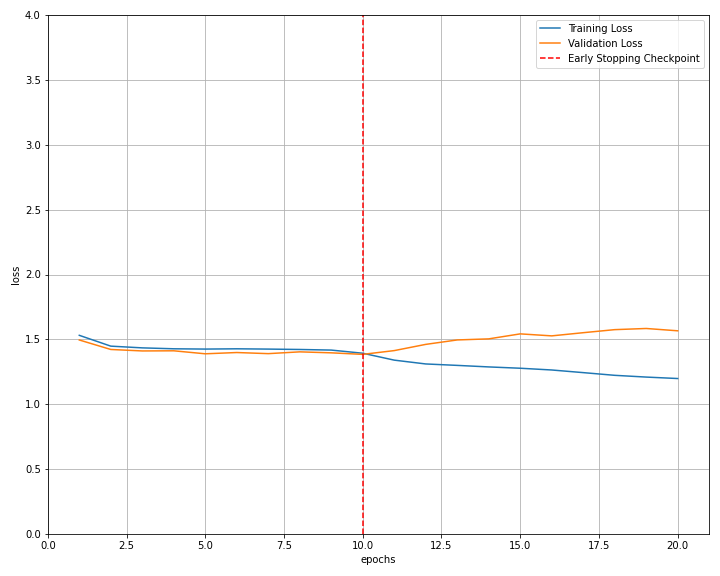 4.0
3.5
3.0
2.5
2.0
1.5
1.0
0.5
0.0
loss
0.0 2.5 5.0 7.5 10.0 12.5 15.0 17.5 20.0
epochs
Training Loss
Validation Loss
Early Stopping Checkpoint